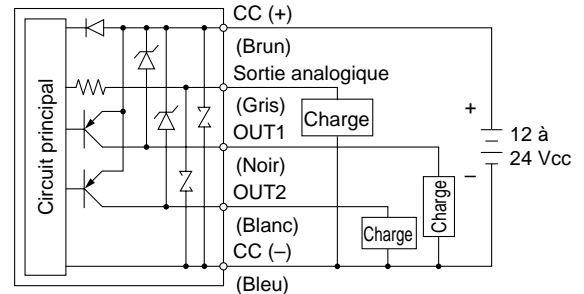 CC (+)
(Brun)
Sortie analogique
(Gris)
Charge
OUT1
(Noir)
OUT2
(Blanc)
Charge
Charge
CC (–)
(Bleu)
Circuit principal
+
12 à
24 Vcc
–